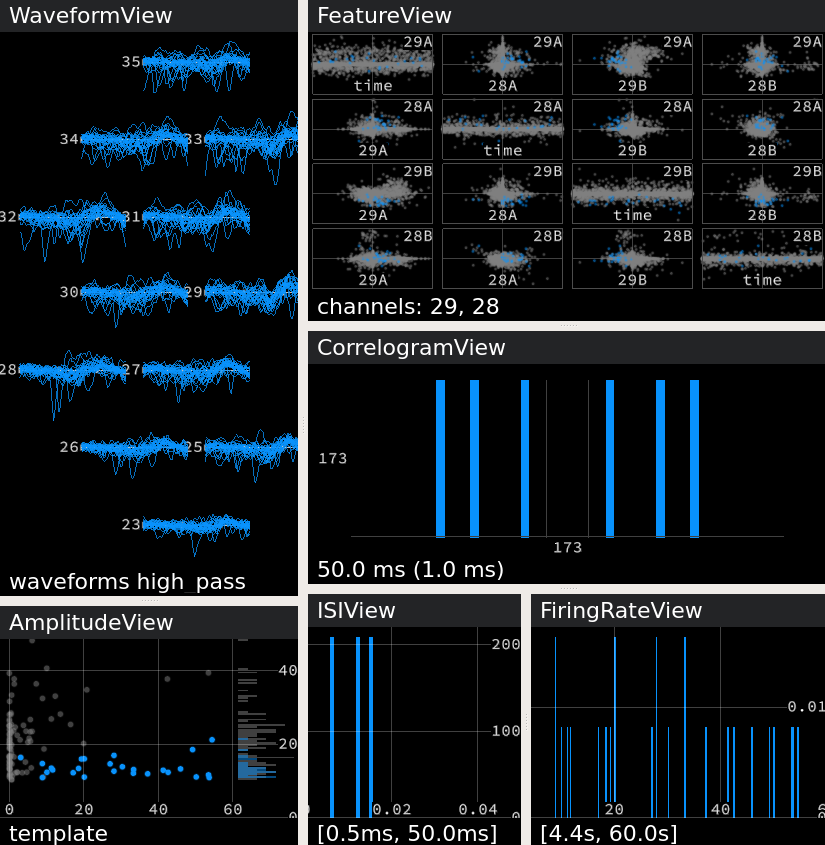 WaveformView
35
34 33
32 31
30 29
28 27
26 25
23
waveforms high_pass
FeatureView
29A 29A 29A 29A
time 28A 29B 28B
28A 28A 28A 28A
29A time 29B 28B
29B 29B 29B 29B
29A 28A time 28B
28B 28B 28B 28B
29A 28A 29B time
channels: 29, 28
CorrelogramView
173
173
50.0 ms (1.0 ms)
AmplitudeView
40
20
0
0 20 40 60
template
ISIView
200
100
0
0.02 0.04
[0.5ms, 50.0ms]
FiringRateView
0.01
20 40 6
[4.4s, 60.0s]